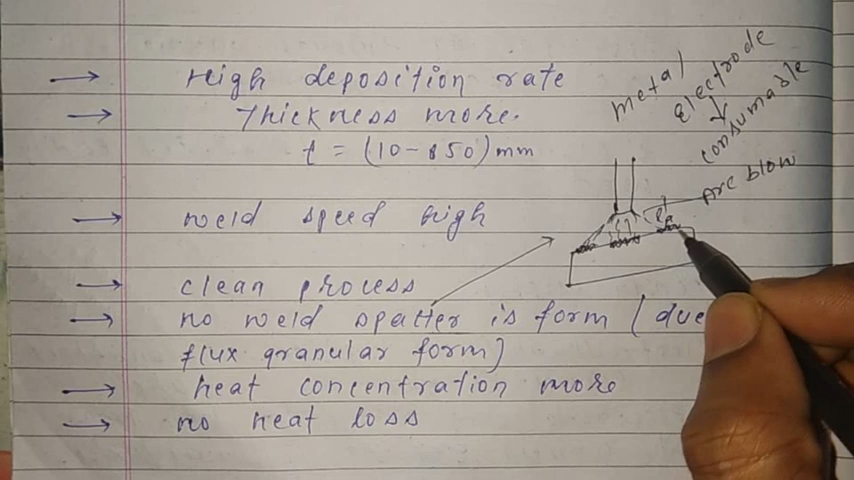 High deposition rate
Thickness more.
t = (10-150) mm
weld speed high
clean process
no weld spatter is form (due
flux granular form)
heat concentration more
no heat loss
metal
Electrode
consumable
Arc blow